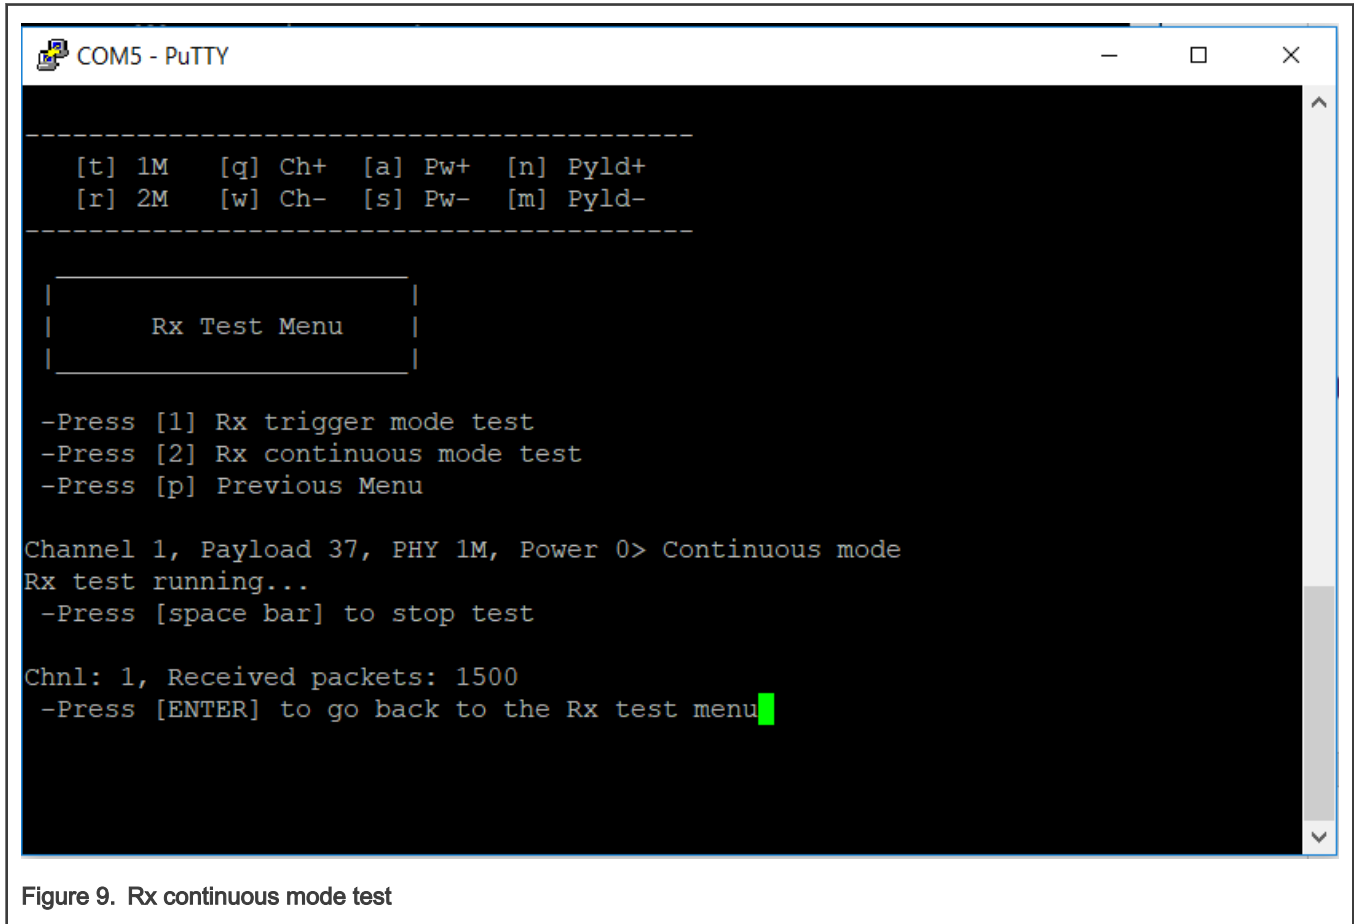 COM5 - PuTTY
------------------------------------------
[t] 1M [q] Ch+ [a] Pw+ [n] Pyld+
[r] 2M [w] Ch- [s] Pw- [m] Pyld-
------------------------------------------
Rx Test Menu
-Press [1] Rx trigger mode test
-Press [2] Rx continuous mode test
-Press [p] Previous Menu
Channel 1, Payload 37, PHY 1M, Power 0> Continuous mode
Rx test running...
-Press [space bar] to stop test
Chnl: 1, Received packets: 1500
-Press [ENTER] to go back to the Rx test menu
Figure 9. Rx continuous mode test